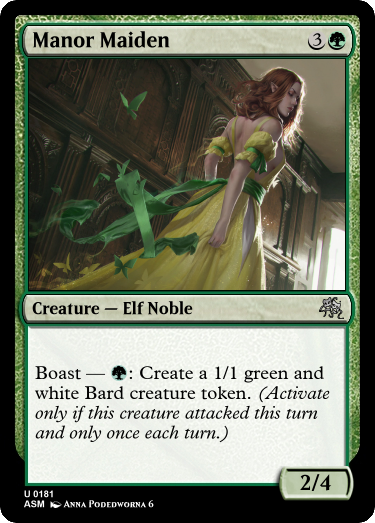 Manor Maiden 3
Creature — Elf Noble
Boast — : Create a 1/1 green and
white Bard creature token. (Activate
only if this creature attacked this turn
and only once each turn.)
2/4
U 0181
ASM Anna Podedworna 6